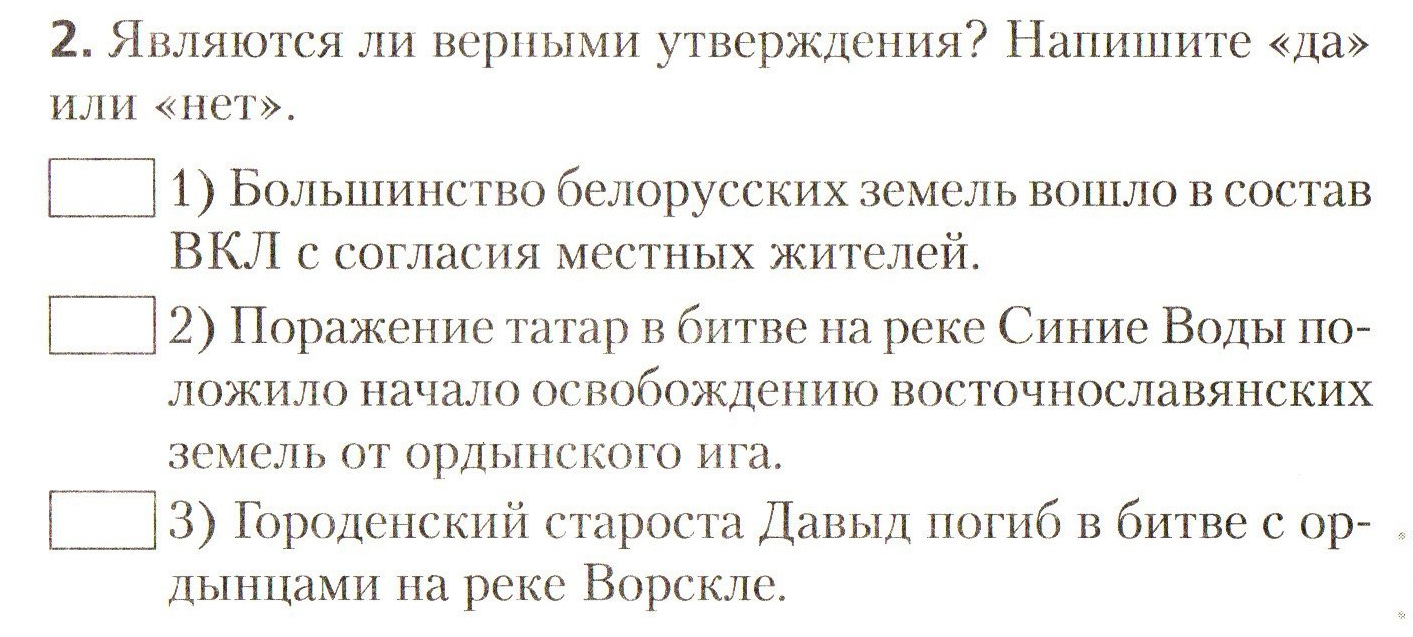 2. Являются ли верными утверждения? Напишите «да»
или «нет».
1) Большинство белорусских земель вошло в состав
ВКЛ с согласия местных жителей.
2) Поражение татар в битве на реке Синие Воды по-
ложило начало освобождению восточнославянских
земель от ордынского ига.
3) Городенский староста Давыд погиб в битве с ор-
дынцами на реке Ворскле.